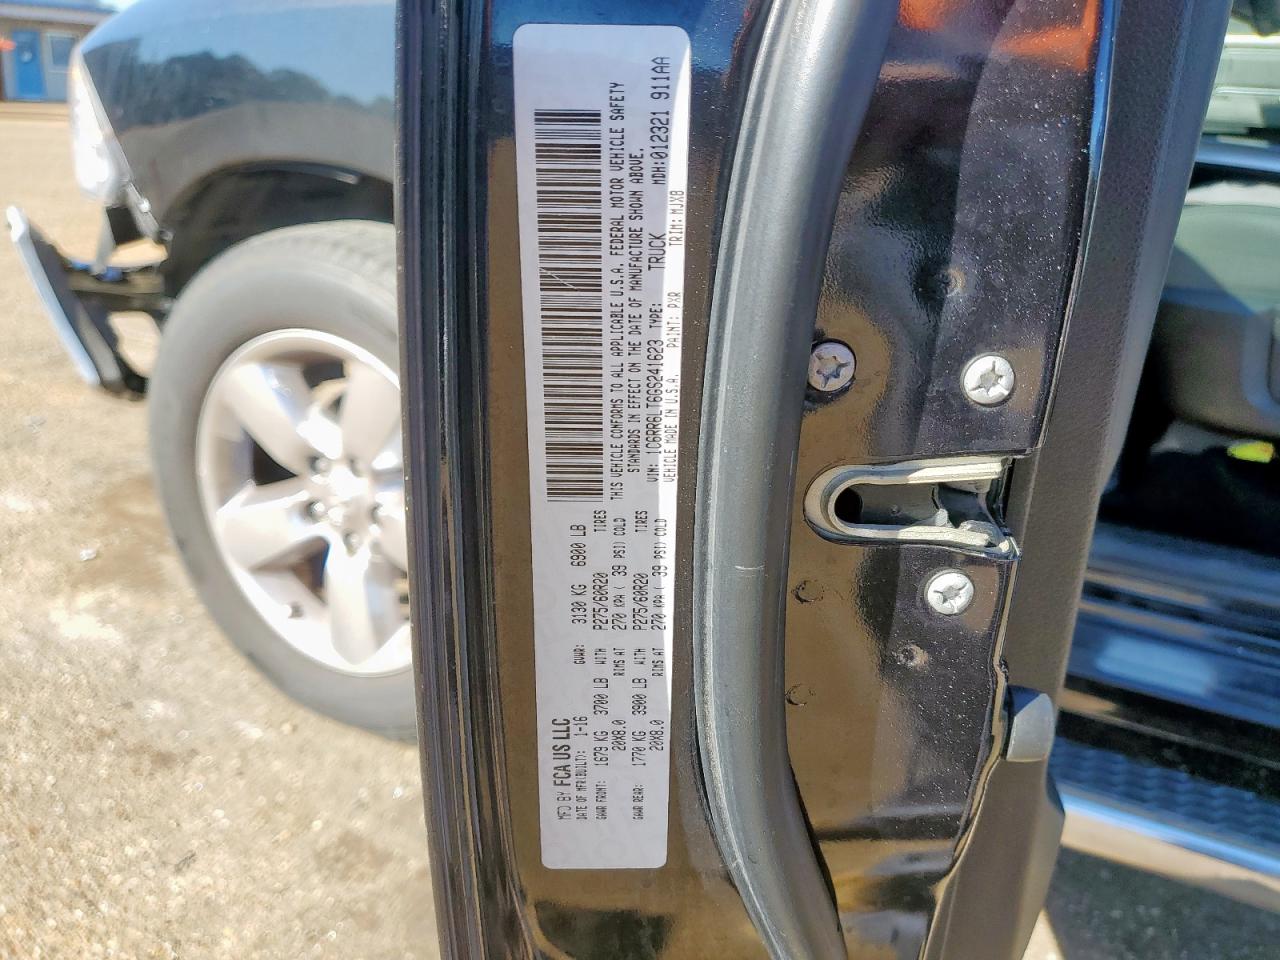 MFD BY FCA US LLC
DATE OF MFR(BUILT): 1-16 GVWR: 3130 KG 6900 LB
GAWR FRONT: 1679 KG 3700 LB WITH P275/60R20 TIRES
20X8.0 RIMS AT 270 KPA ( 39 PSI) COLD
GAWR REAR: 1770 KG 3900 LB WITH P275/60R20 TIRES
20X8.0 RIMS AT 270 KPA ( 39 PSI) COLD
THIS VEHICLE CONFORMS TO ALL APPLICABLE U.S.A. FEDERAL MOTOR VEHICLE SAFETY
STANDARDS IN EFFECT ON THE DATE OF MANUFACTURE SHOWN ABOVE.
VIN: 1C6RR6LT6GS241623 TYPE: TRUCK MDH:012321 911AA
VEHICLE MADE IN U.S.A. PAINT: PXR TRIM: MJX8